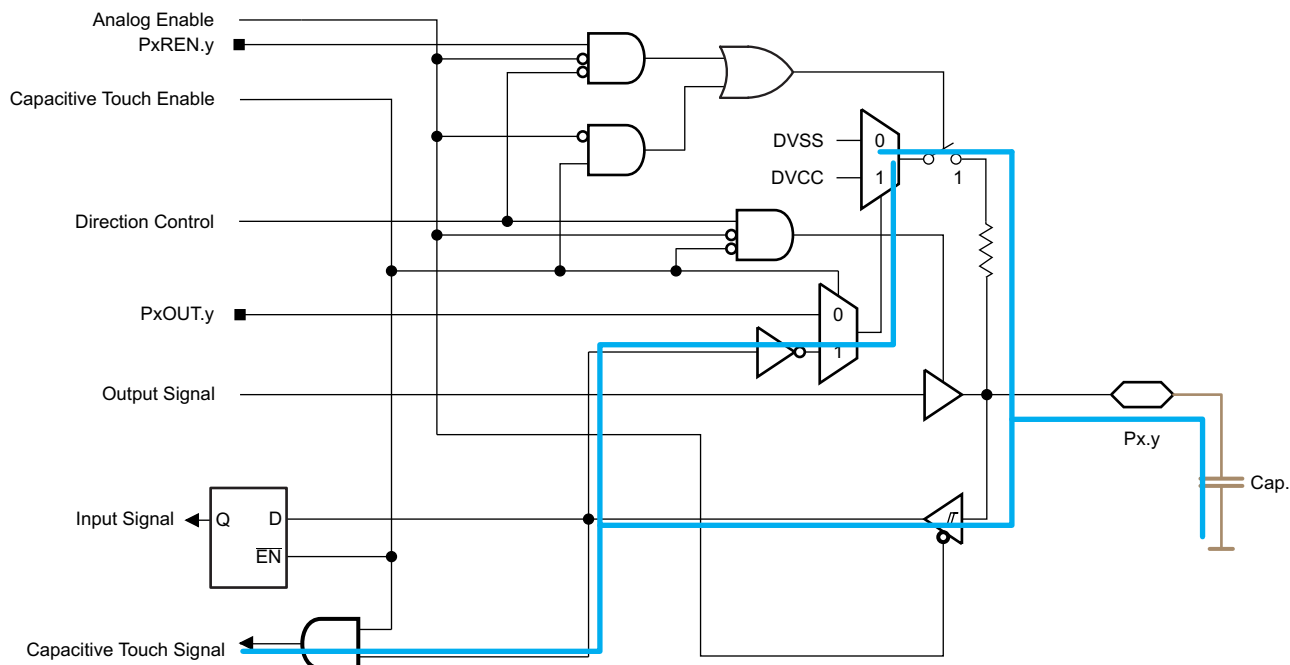 Analog Enable
PxREN.y
Capacitive Touch Enable
DVSS
0
DVCC
1
1
Direction Control
PxOUT.y
0
1
Output Signal
Px.y
Cap.
Input Signal
Q
D
EN
Capacitive Touch Signal